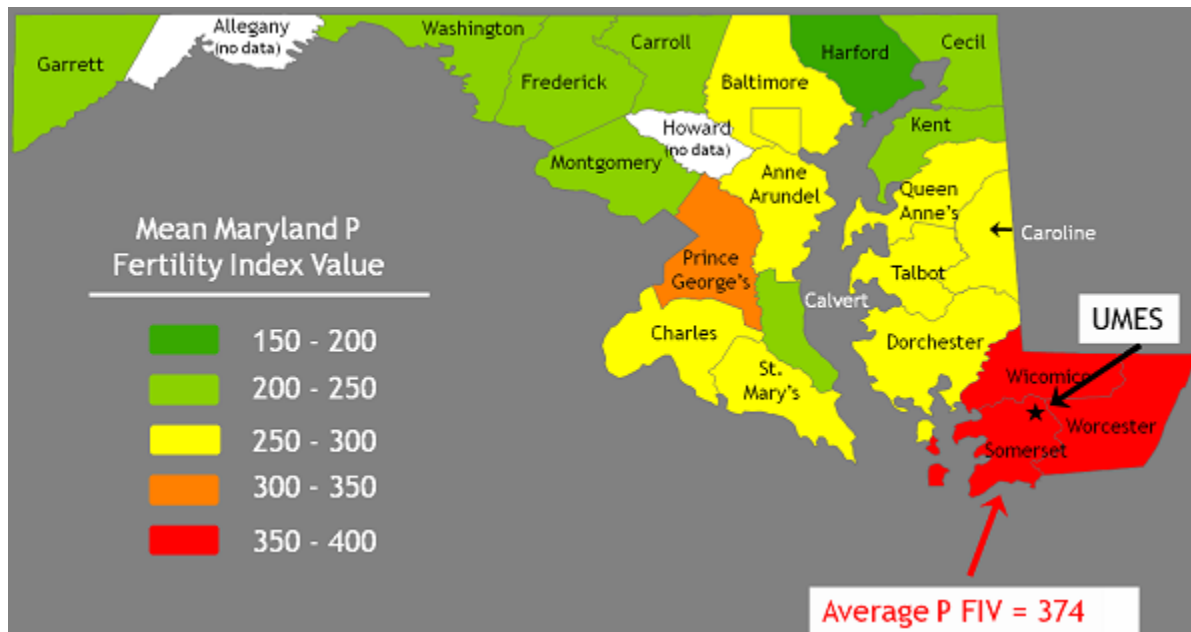 Allegany
(no data)
Washington
Garrett
Frederick
Carroll
Baltimore
Harford
Cecil
Kent
Howard
(no data)
Montgomery
Anne
Arundel
Queen
Anne's
Caroline
Talbot
Prince
George's
Calvert
Charles
St.
Mary's
Dorchester
UMES
Wicomico
Worcester
Somerset
Mean Maryland P
Fertility Index Value
150 - 200
200 - 250
250 - 300
300 - 350
350 - 400
Average P FIV = 374